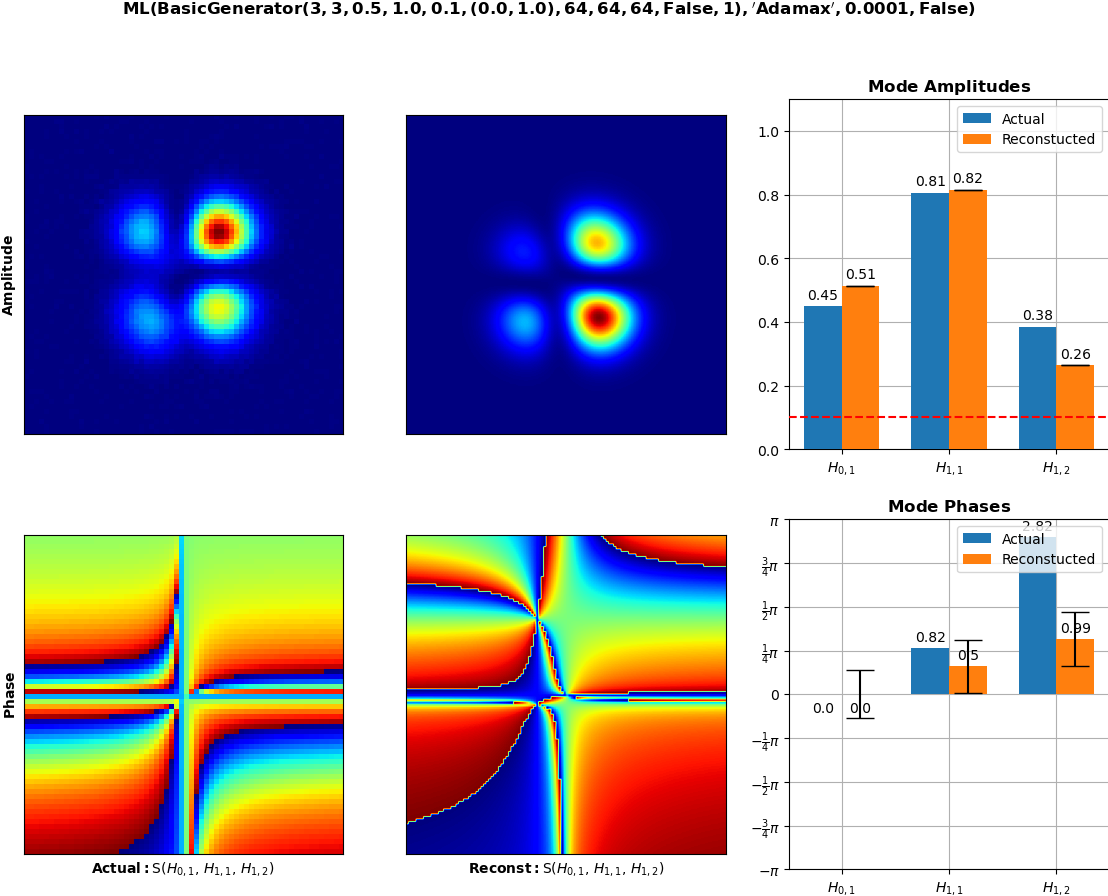 ML(BasicGenerator(3, 3, 0.5, 1.0, 0.1, (0.0, 1.0), 64, 64, 64, False, 1), ′Adamax′, 0.0001, False)
Amplitude
Mode Amplitudes
Actual
Reconstucted
1.0
0.8
0.6
0.4
0.2
0.0
0.45
0.51
0.81
0.82
0.38
0.26
H0, 1
H1, 1
H1, 2
Phase
Actual: S(H0, 1, H1, 1, H1, 2)
Reconst: S(H0, 1, H1, 1, H1, 2)
Mode Phases
Actual
Reconstucted
π
3/4π
1/2π
1/4π
0
−1/4π
−1/2π
−3/4π
−π
0.0
0.0
0.82
0.5
2.82
0.99
H0, 1
H1, 1
H1, 2